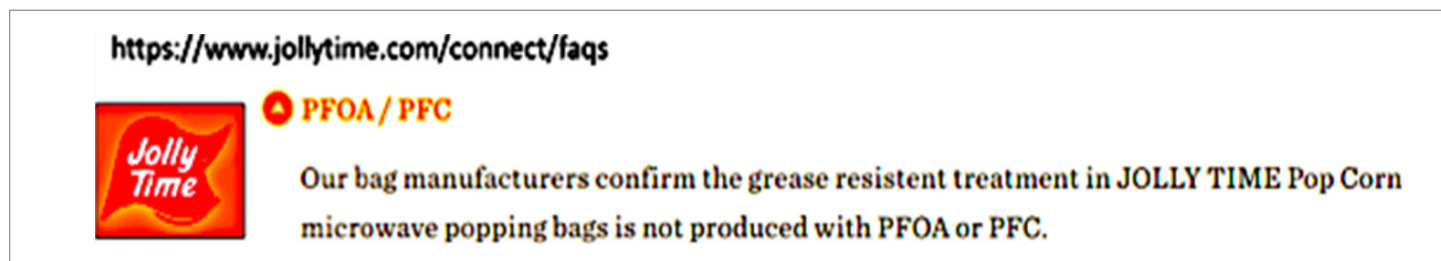 https://www.jollytime.com/connect/faqs
PFOA / PFC
Jolly
Time
Our bag manufacturers confirm the grease resistent treatment in JOLLY TIME Pop Corn
microwave popping bags is not produced with PFOA or PFC.